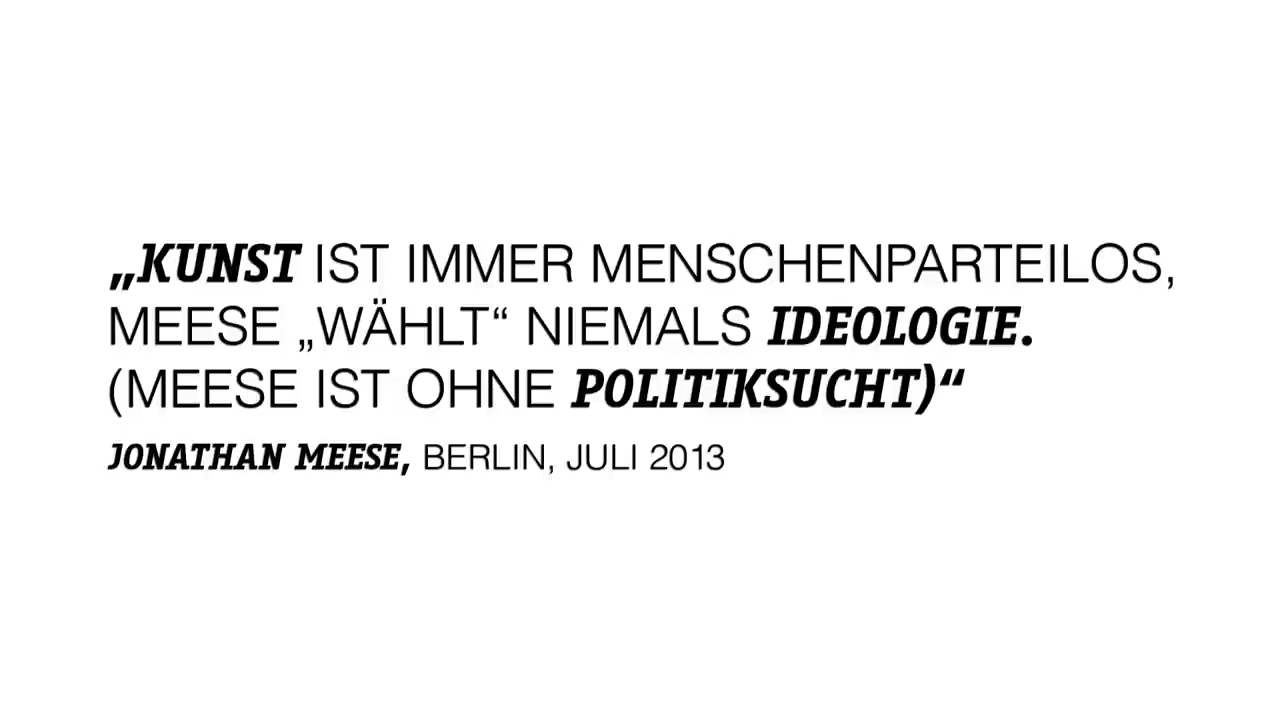 „KUNST IST IMMER MENSCHENPARTEILOS,
MEESE „WÄHLT“ NIEMALS IDEOLOGIE.
(MEESE IST OHNE POLITIKSUCHT)“
JONATHAN MEESE, BERLIN, JULI 2013